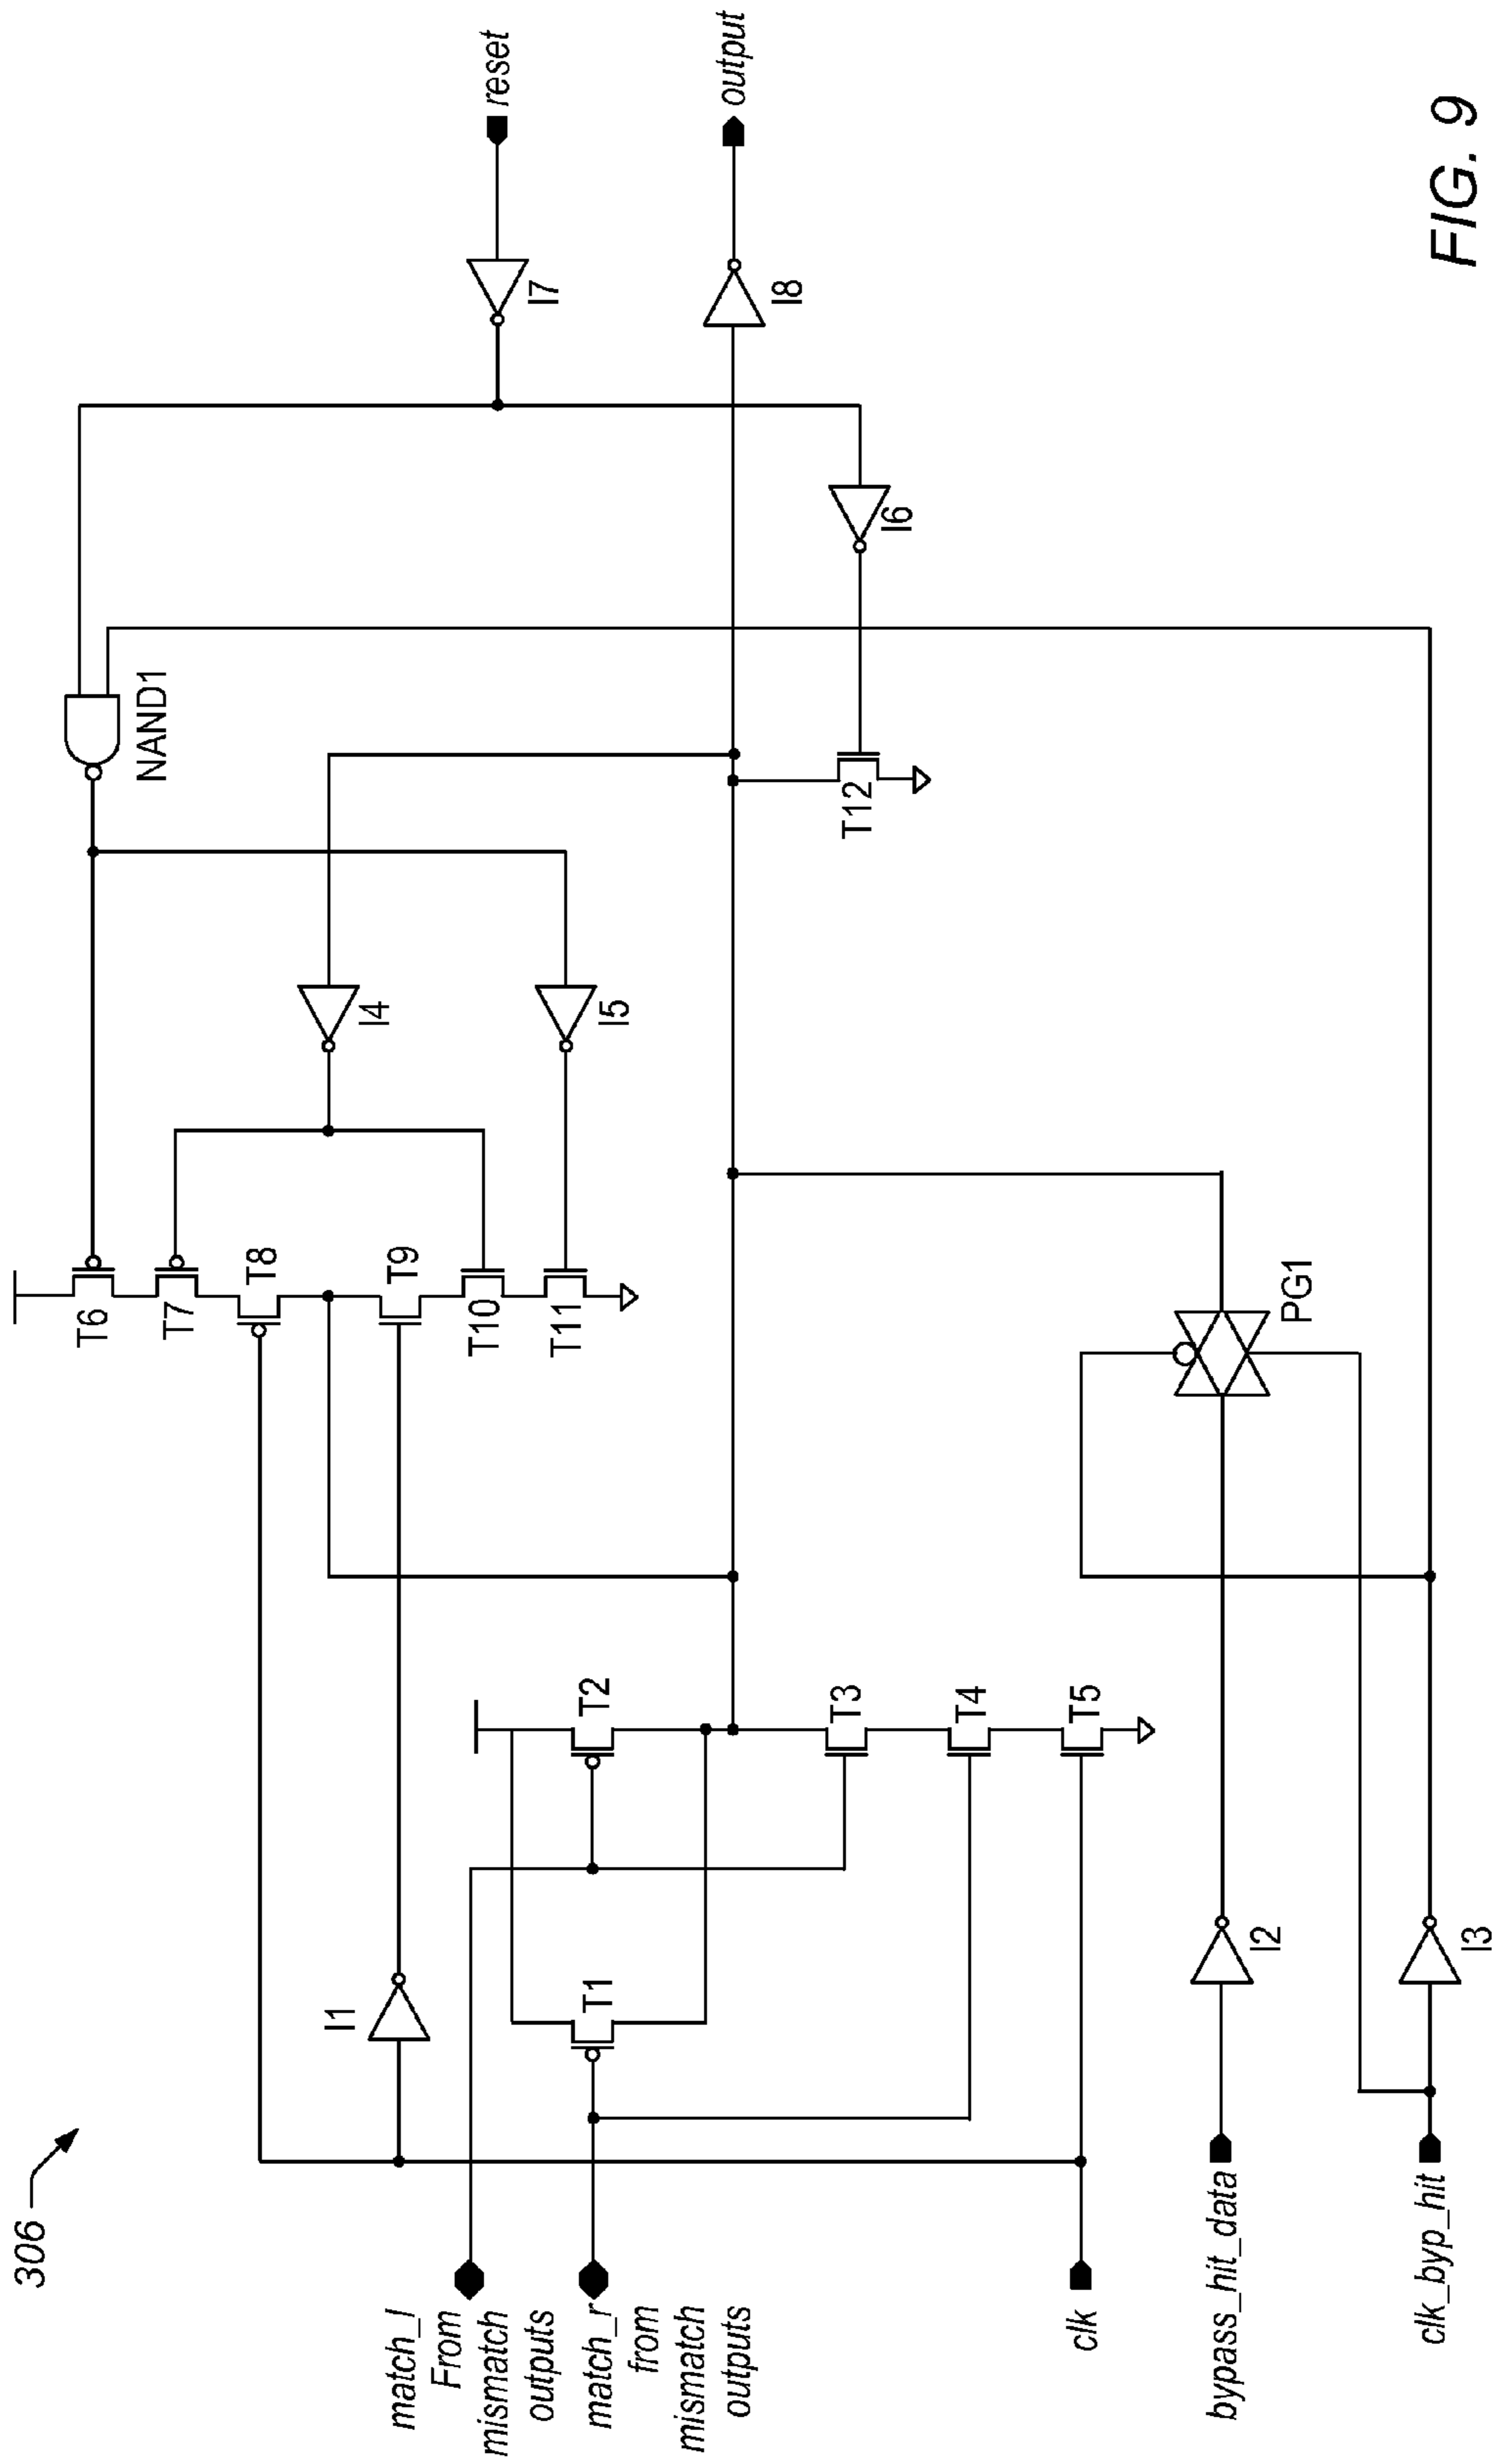 306
match_l
From
mismatch
outputs
match_r
from
mismatch
outputs
clk
bypass_hit_data
clk_byp_hit
I1
T1
T2
T3
T4
T5
I2
I3
T6
T7
T8
T9
T10
T11
PG1
I4
I5
NAND1
T12
I6
I7
I8
reset
output
FIG. 9